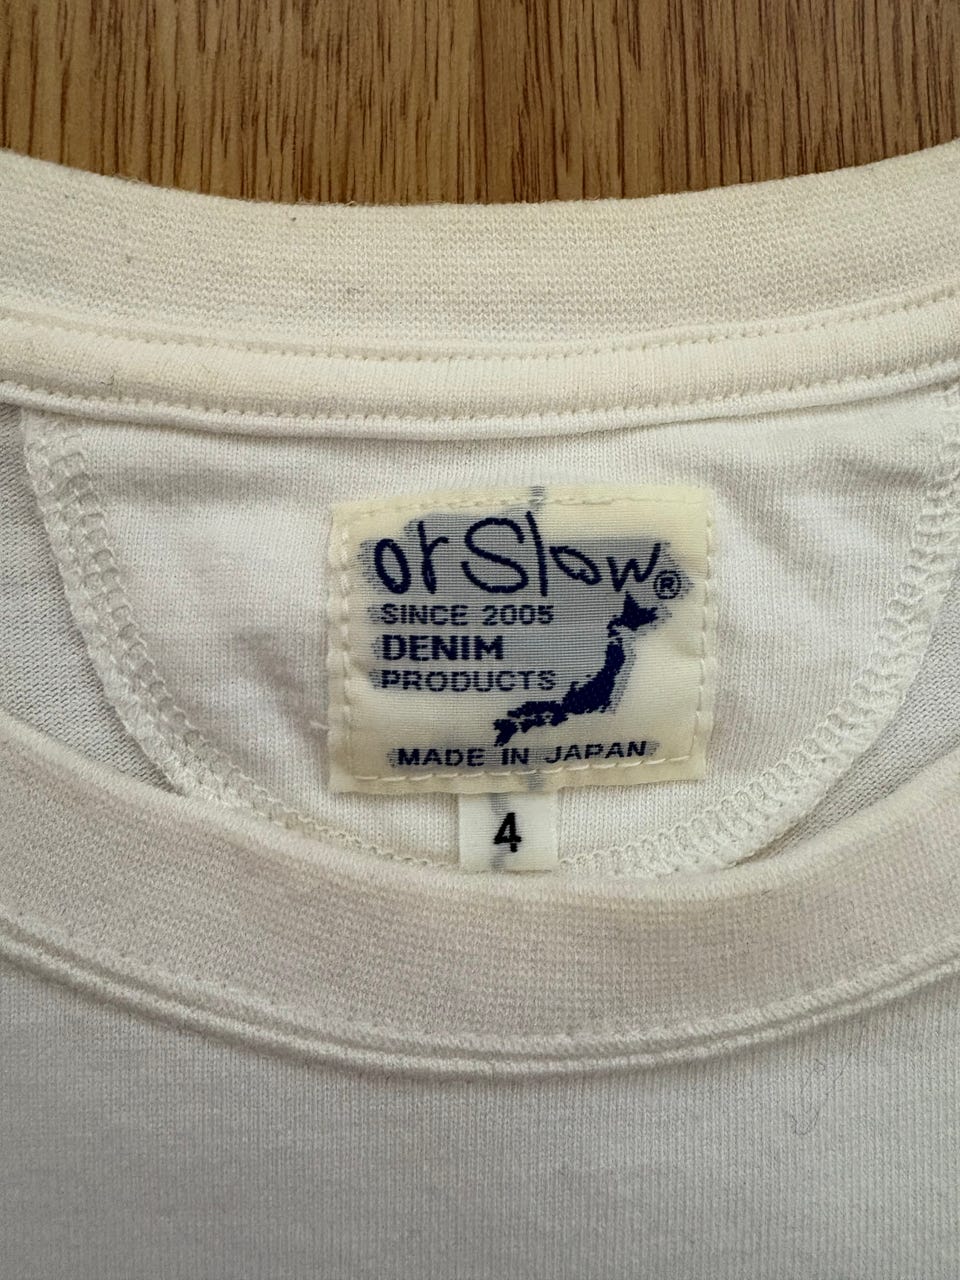 orSlow®
SINCE 2005
DENIM
PRODUCTS
MADE IN JAPAN
4